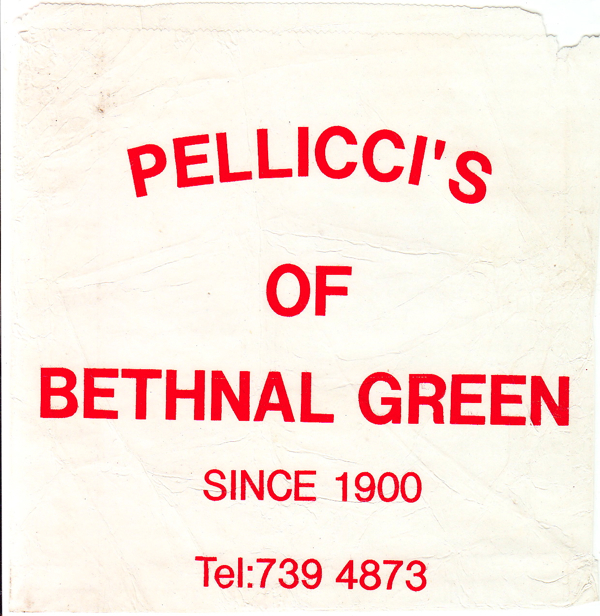 PELLICCI'S
OF
BETHNAL GREEN
SINCE 1900
Tel:739 4873